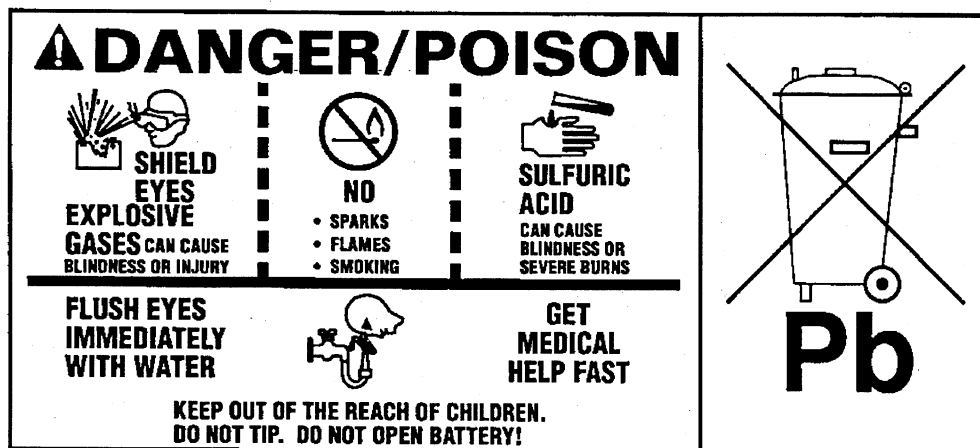 DANGER/POISON
SHIELD
EYES
EXPLOSIVE
GASES CAN CAUSE
BLINDNESS OR INJURY
NO
• SPARKS
• FLAMES
• SMOKING
SULFURIC
ACID
CAN CAUSE
BLINDNESS OR
SEVERE BURNS
FLUSH EYES
IMMEDIATELY
WITH WATER
GET
MEDICAL
HELP FAST
KEEP OUT OF THE REACH OF CHILDREN.
DO NOT TIP. DO NOT OPEN BATTERY!
Pb